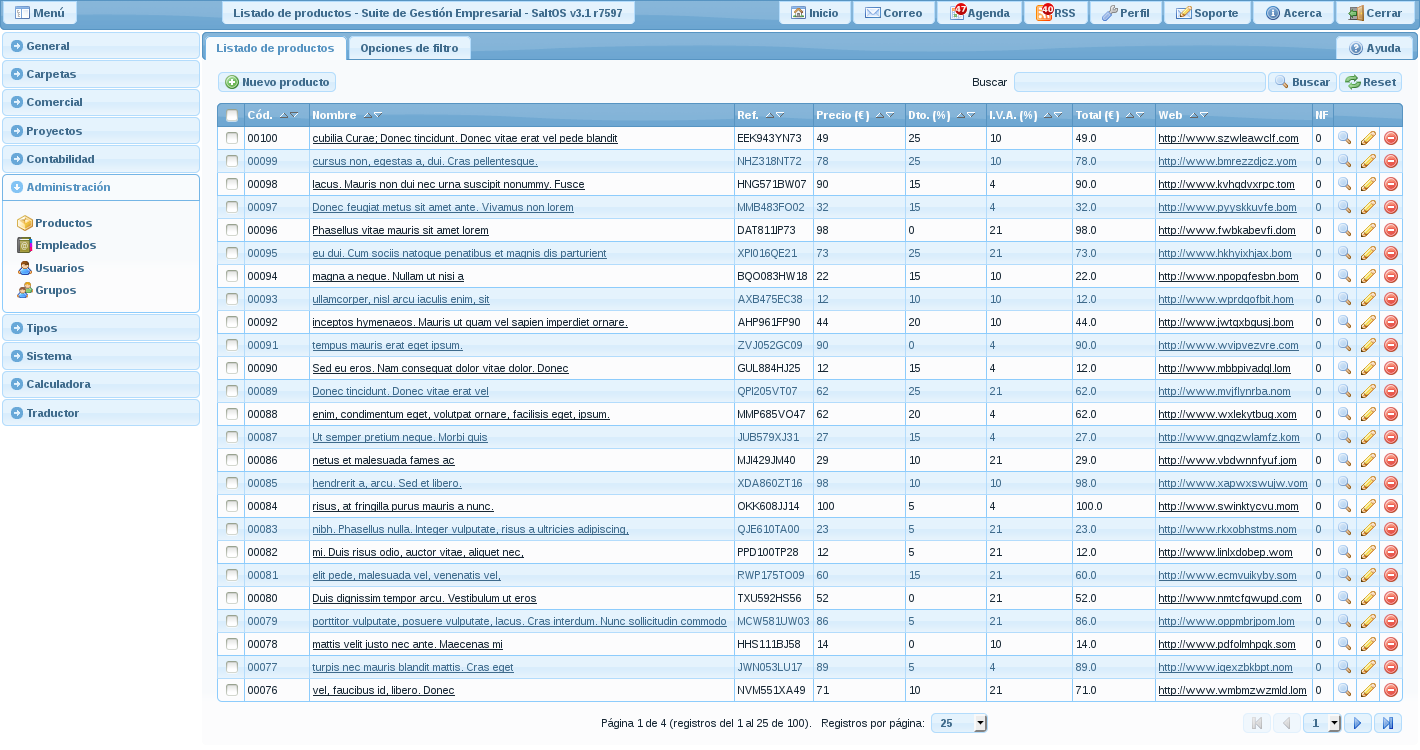 Menú Listado de productos - Suite de Gestión Empresarial - SaltOS v3.1 r7597 Inicio Correo 47 Agenda 40 RSS Perfil Soporte Acerca Cerrar
General
Carpetas
Comercial
Proyectos
Contabilidad
Administración
Productos
Empleados
Usuarios
Grupos
Tipos
Sistema
Calculadora
Traductor
Listado de productos Opciones de filtro Ayuda
Nuevo producto Buscar Buscar Reset
Cód. Nombre Ref. Precio (€) Dto. (%) I.V.A. (%) Total (€) Web NF
00100 cubilia Curae; Donec tincidunt. Donec vitae erat vel pede blandit EEK943YN73 49 25 10 49.0 http://www.szwleawclf.com 0
00099 cursus non, egestas a, dui. Cras pellentesque. NHZ318NT72 78 25 10 78.0 http://www.bmrezzdjcz.yom 0
00098 lacus. Mauris non dui nec urna suscipit nonummy. Fusce HNG571BW07 90 15 4 90.0 http://www.kvhqdvxrpc.tom 0
00097 Donec feugiat metus sit amet ante. Vivamus non lorem MMB483FO02 32 15 4 32.0 http://www.pyyskkuvfe.bom 0
00096 Phasellus vitae mauris sit amet lorem DAT811IP73 98 0 21 98.0 http://www.fwbkabevfi.dom 0
00095 eu dui. Cum sociis natoque penatibus et magnis dis parturient XPI016QE21 73 25 21 73.0 http://www.hkhyixhjax.bom 0
00094 magna a neque. Nullam ut nisi a BQO083HW18 22 15 10 22.0 http://www.npopqfesbn.bom 0
00093 ullamcorper, nisl arcu iaculis enim, sit AXB475EC38 12 10 10 12.0 http://www.wprdqofbit.hom 0
00092 inceptos hymenaeos. Mauris ut quam vel sapien imperdiet ornare. AHP961FP90 44 20 10 44.0 http://www.jwtqxbgusj.bom 0
00091 tempus mauris erat eget ipsum. ZVJ052GC09 90 0 4 90.0 http://www.wvipvezvre.com 0
00090 Sed eu eros. Nam consequat dolor vitae dolor. Donec GUL884HJ25 12 15 4 12.0 http://www.mbbpivadql.lom 0
00089 Donec tincidunt. Donec vitae erat vel QPI205VT07 62 25 21 62.0 http://www.mvjflynrba.nom 0
00088 enim, condimentum eget, volutpat ornare, facilisis eget, ipsum. MMP685VO47 62 20 4 62.0 http://www.wxlekytbug.xom 0
00087 Ut semper pretium neque. Morbi quis JUB579XJ31 27 15 4 27.0 http://www.gnqzwlamfz.kom 0
00086 netus et malesuada fames ac MJI429JM40 29 10 21 29.0 http://www.vbdwnnfyuf.jom 0
00085 hendrerit a, arcu. Sed et libero. XDA860ZT16 98 10 10 98.0 http://www.xapwxswujw.vom 0
00084 risus, at fringilla purus mauris a nunc. OKK608JJ14 100 5 4 100.0 http://www.swinktycvu.mom 0
00083 nibh. Phasellus nulla. Integer vulputate, risus a ultricies adipiscing, QJE610TA00 23 5 21 23.0 http://www.rkxobhstms.nom 0
00082 mi. Duis risus odio, auctor vitae, aliquet nec, PPD100TP28 12 5 21 12.0 http://www.linlxdobep.wom 0
00081 elit pede, malesuada vel, venenatis vel, RWP175TO09 60 15 21 60.0 http://www.ecmvuikyby.som 0
00080 Duis dignissim tempor arcu. Vestibulum ut eros TXU592HS56 52 0 21 52.0 http://www.nmtcfqwupd.com 0
00079 porttitor vulputate, posuere vulputate, lacus. Cras interdum. Nunc sollicitudin commodo MCW581UW03 86 5 21 86.0 http://www.oppmbrjpom.lom 0
00078 mattis velit justo nec ante. Maecenas mi HHS111BJ58 14 0 10 14.0 http://www.pdfolmhpqk.som 0
00077 turpis nec mauris blandit mattis. Cras eget JWN053LU17 89 5 4 89.0 http://www.iqexzbkbpt.nom 0
00076 vel, faucibus id, libero. Donec NVM551XA49 71 10 21 71.0 http://www.wmbmzwzmld.lom 0
Página 1 de 4 (registros del 1 al 25 de 100). Registros por página: 25 1